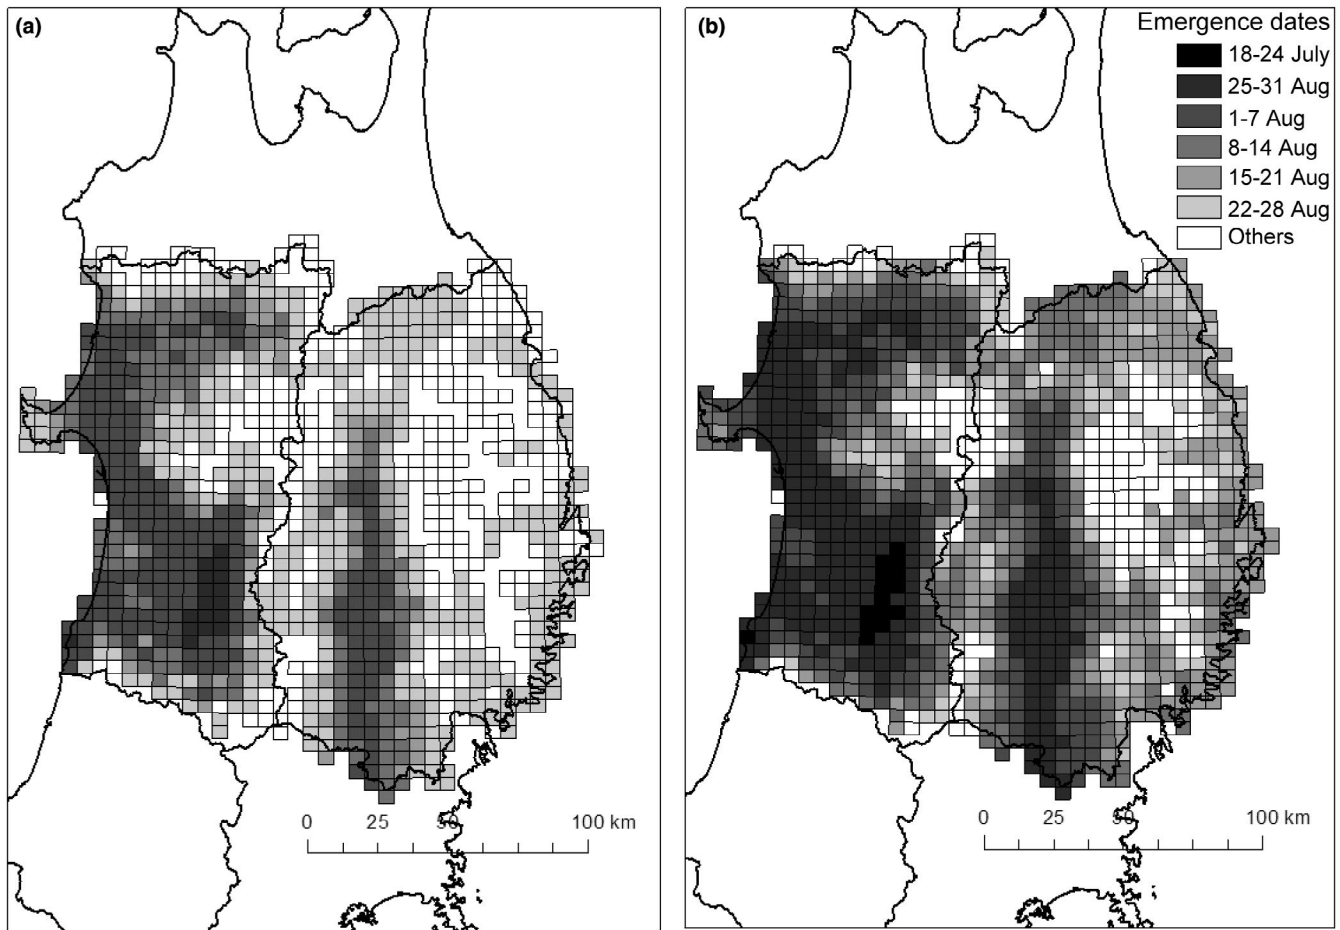 (a)
(b)
Emergence dates
18-24 July
25-31 Aug
1-7 Aug
8-14 Aug
15-21 Aug
22-28 Aug
Others
0 25 50 100 km
0 25 50 100 km